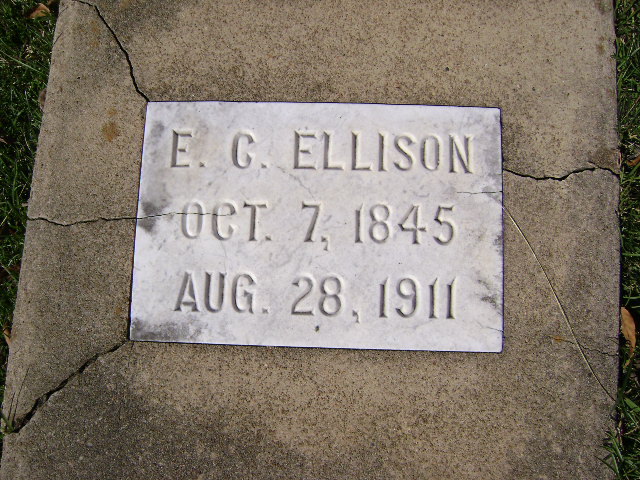 E. C. ELLISON
OCT. 7, 1845
AUG. 28, 1911